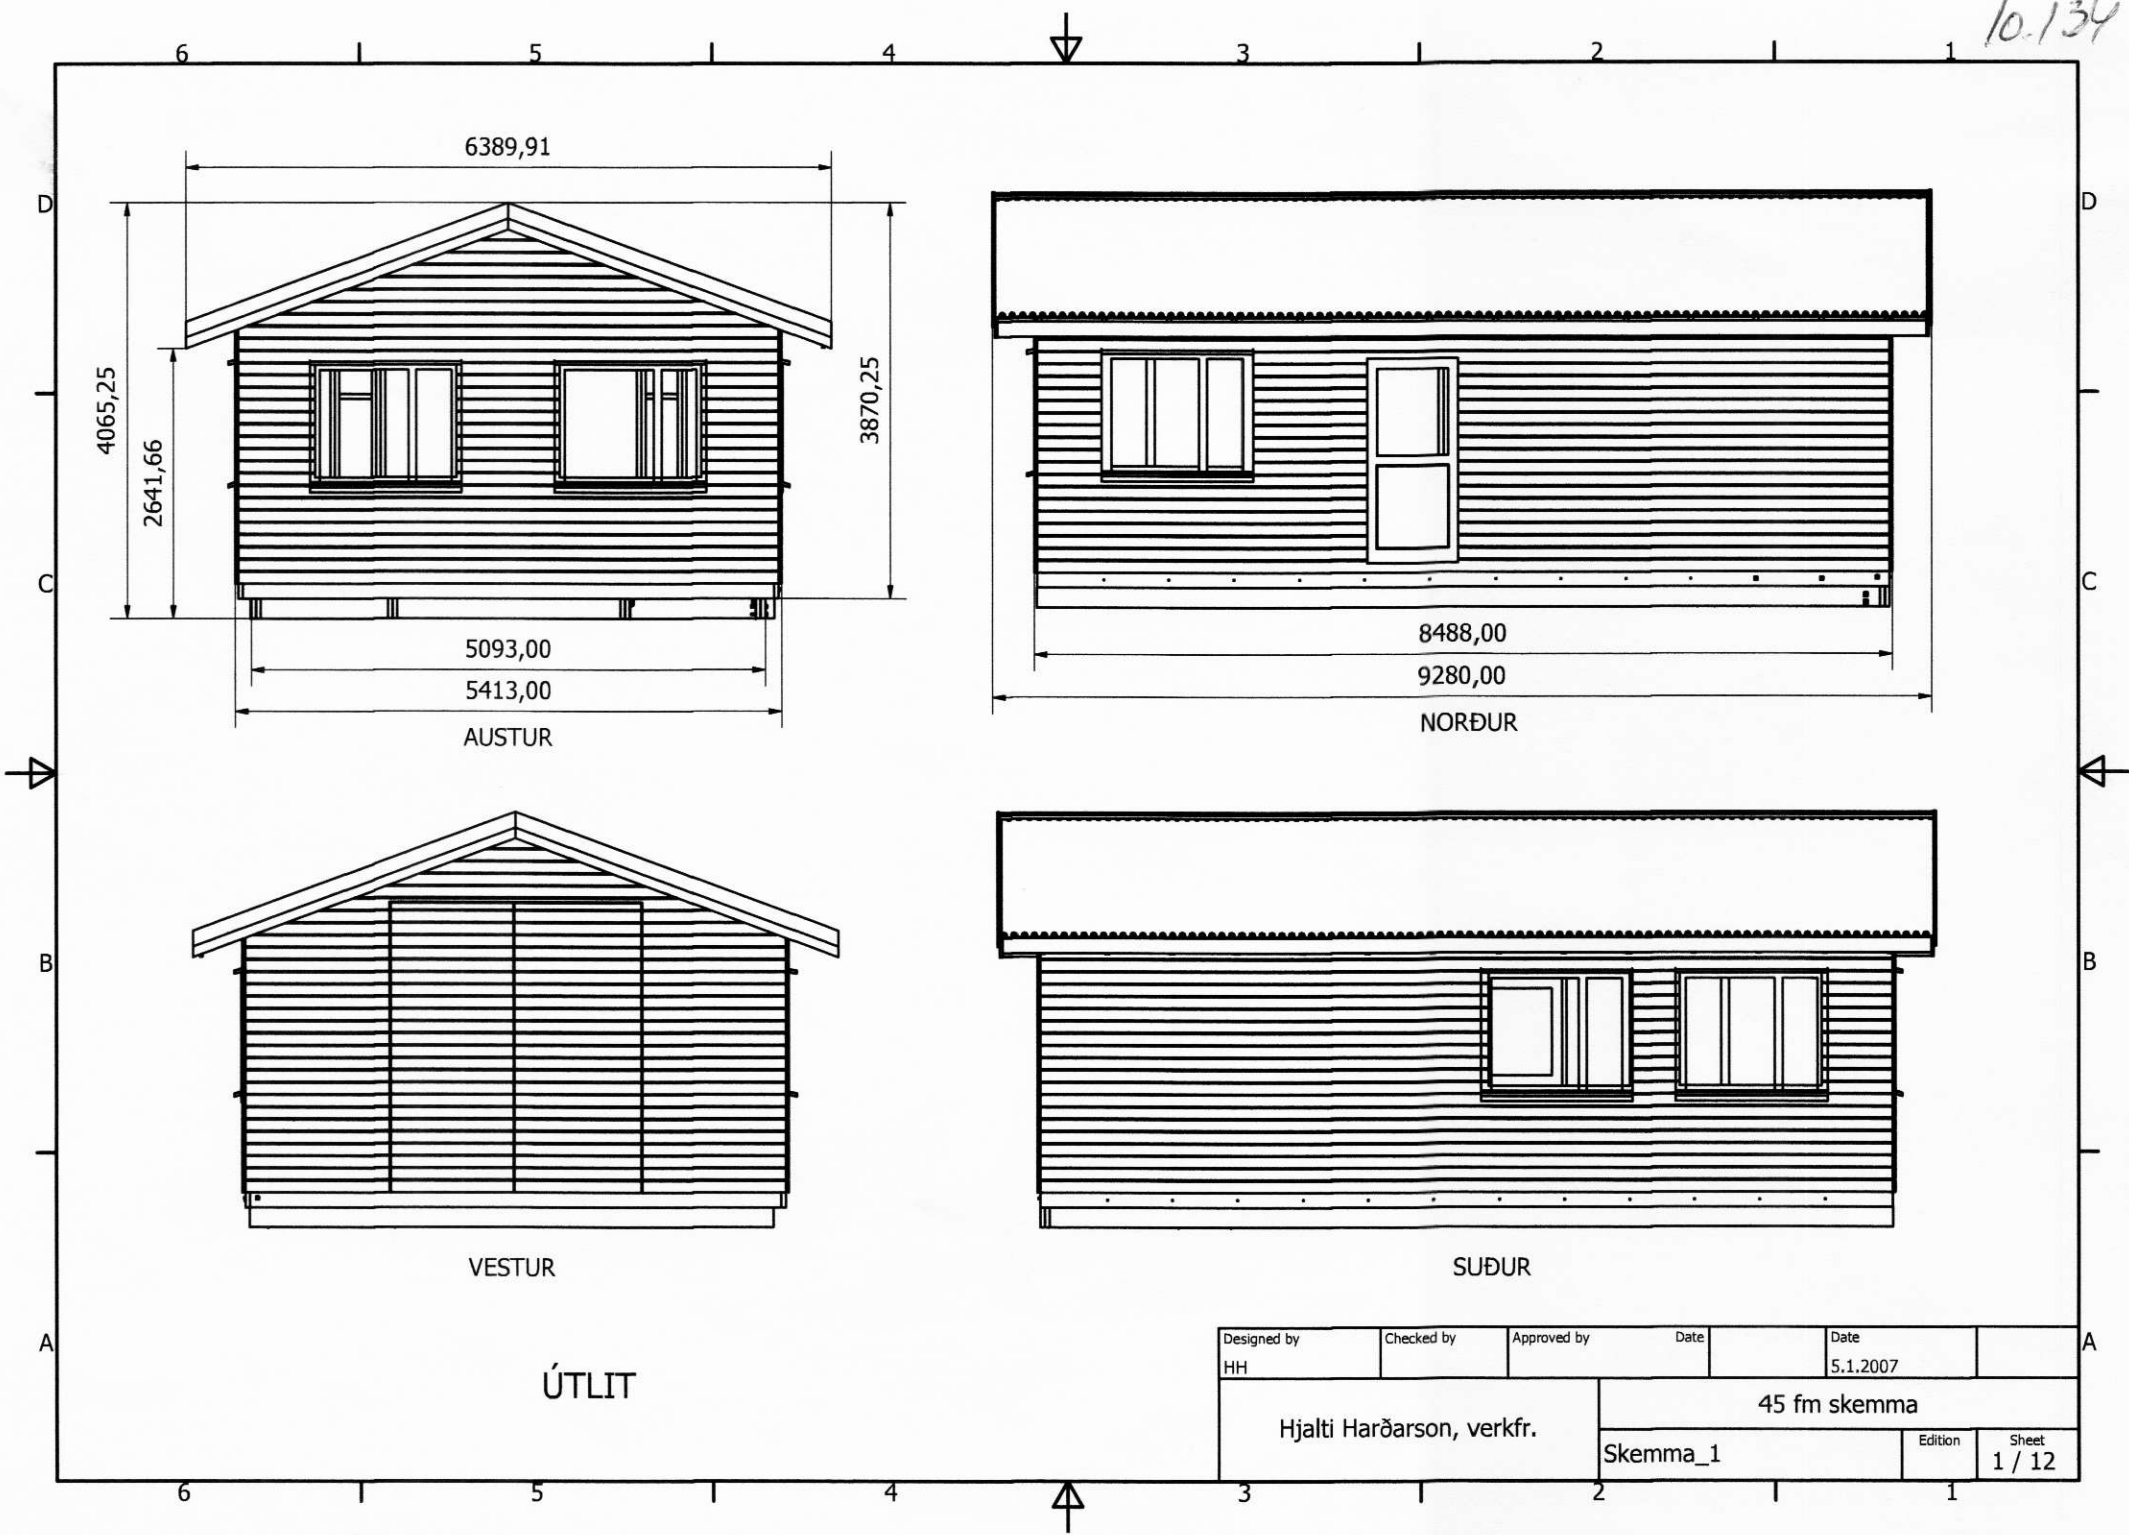 10.134
6 5 4 3 2 1
D D
6389,91
4065,25
2641,66
3870,25
C C
5093,00
5413,00
AUSTUR
8488,00
9280,00
NORÐUR
B B
VESTUR
SUÐUR
A A
ÚTLIT
Designed by
HH
Checked by
Approved by
Date
Date
5.1.2007
Hjalti Harðarson, verkfr.
45 fm skemma
Skemma_1
Edition
Sheet
1 / 12
6 5 4 3 2 1